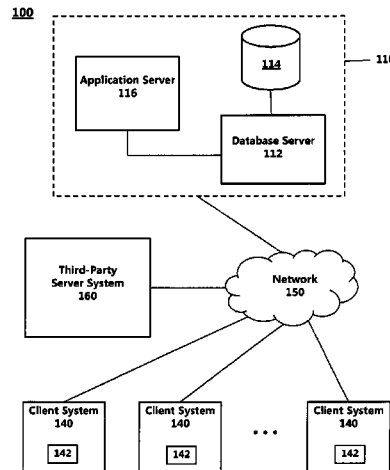 100
114
110
Application Server
116
Database Server
112
Third-Party
Server System
160
Network
150
Client System
140
142
Client System
140
142
...
Client System
140
142